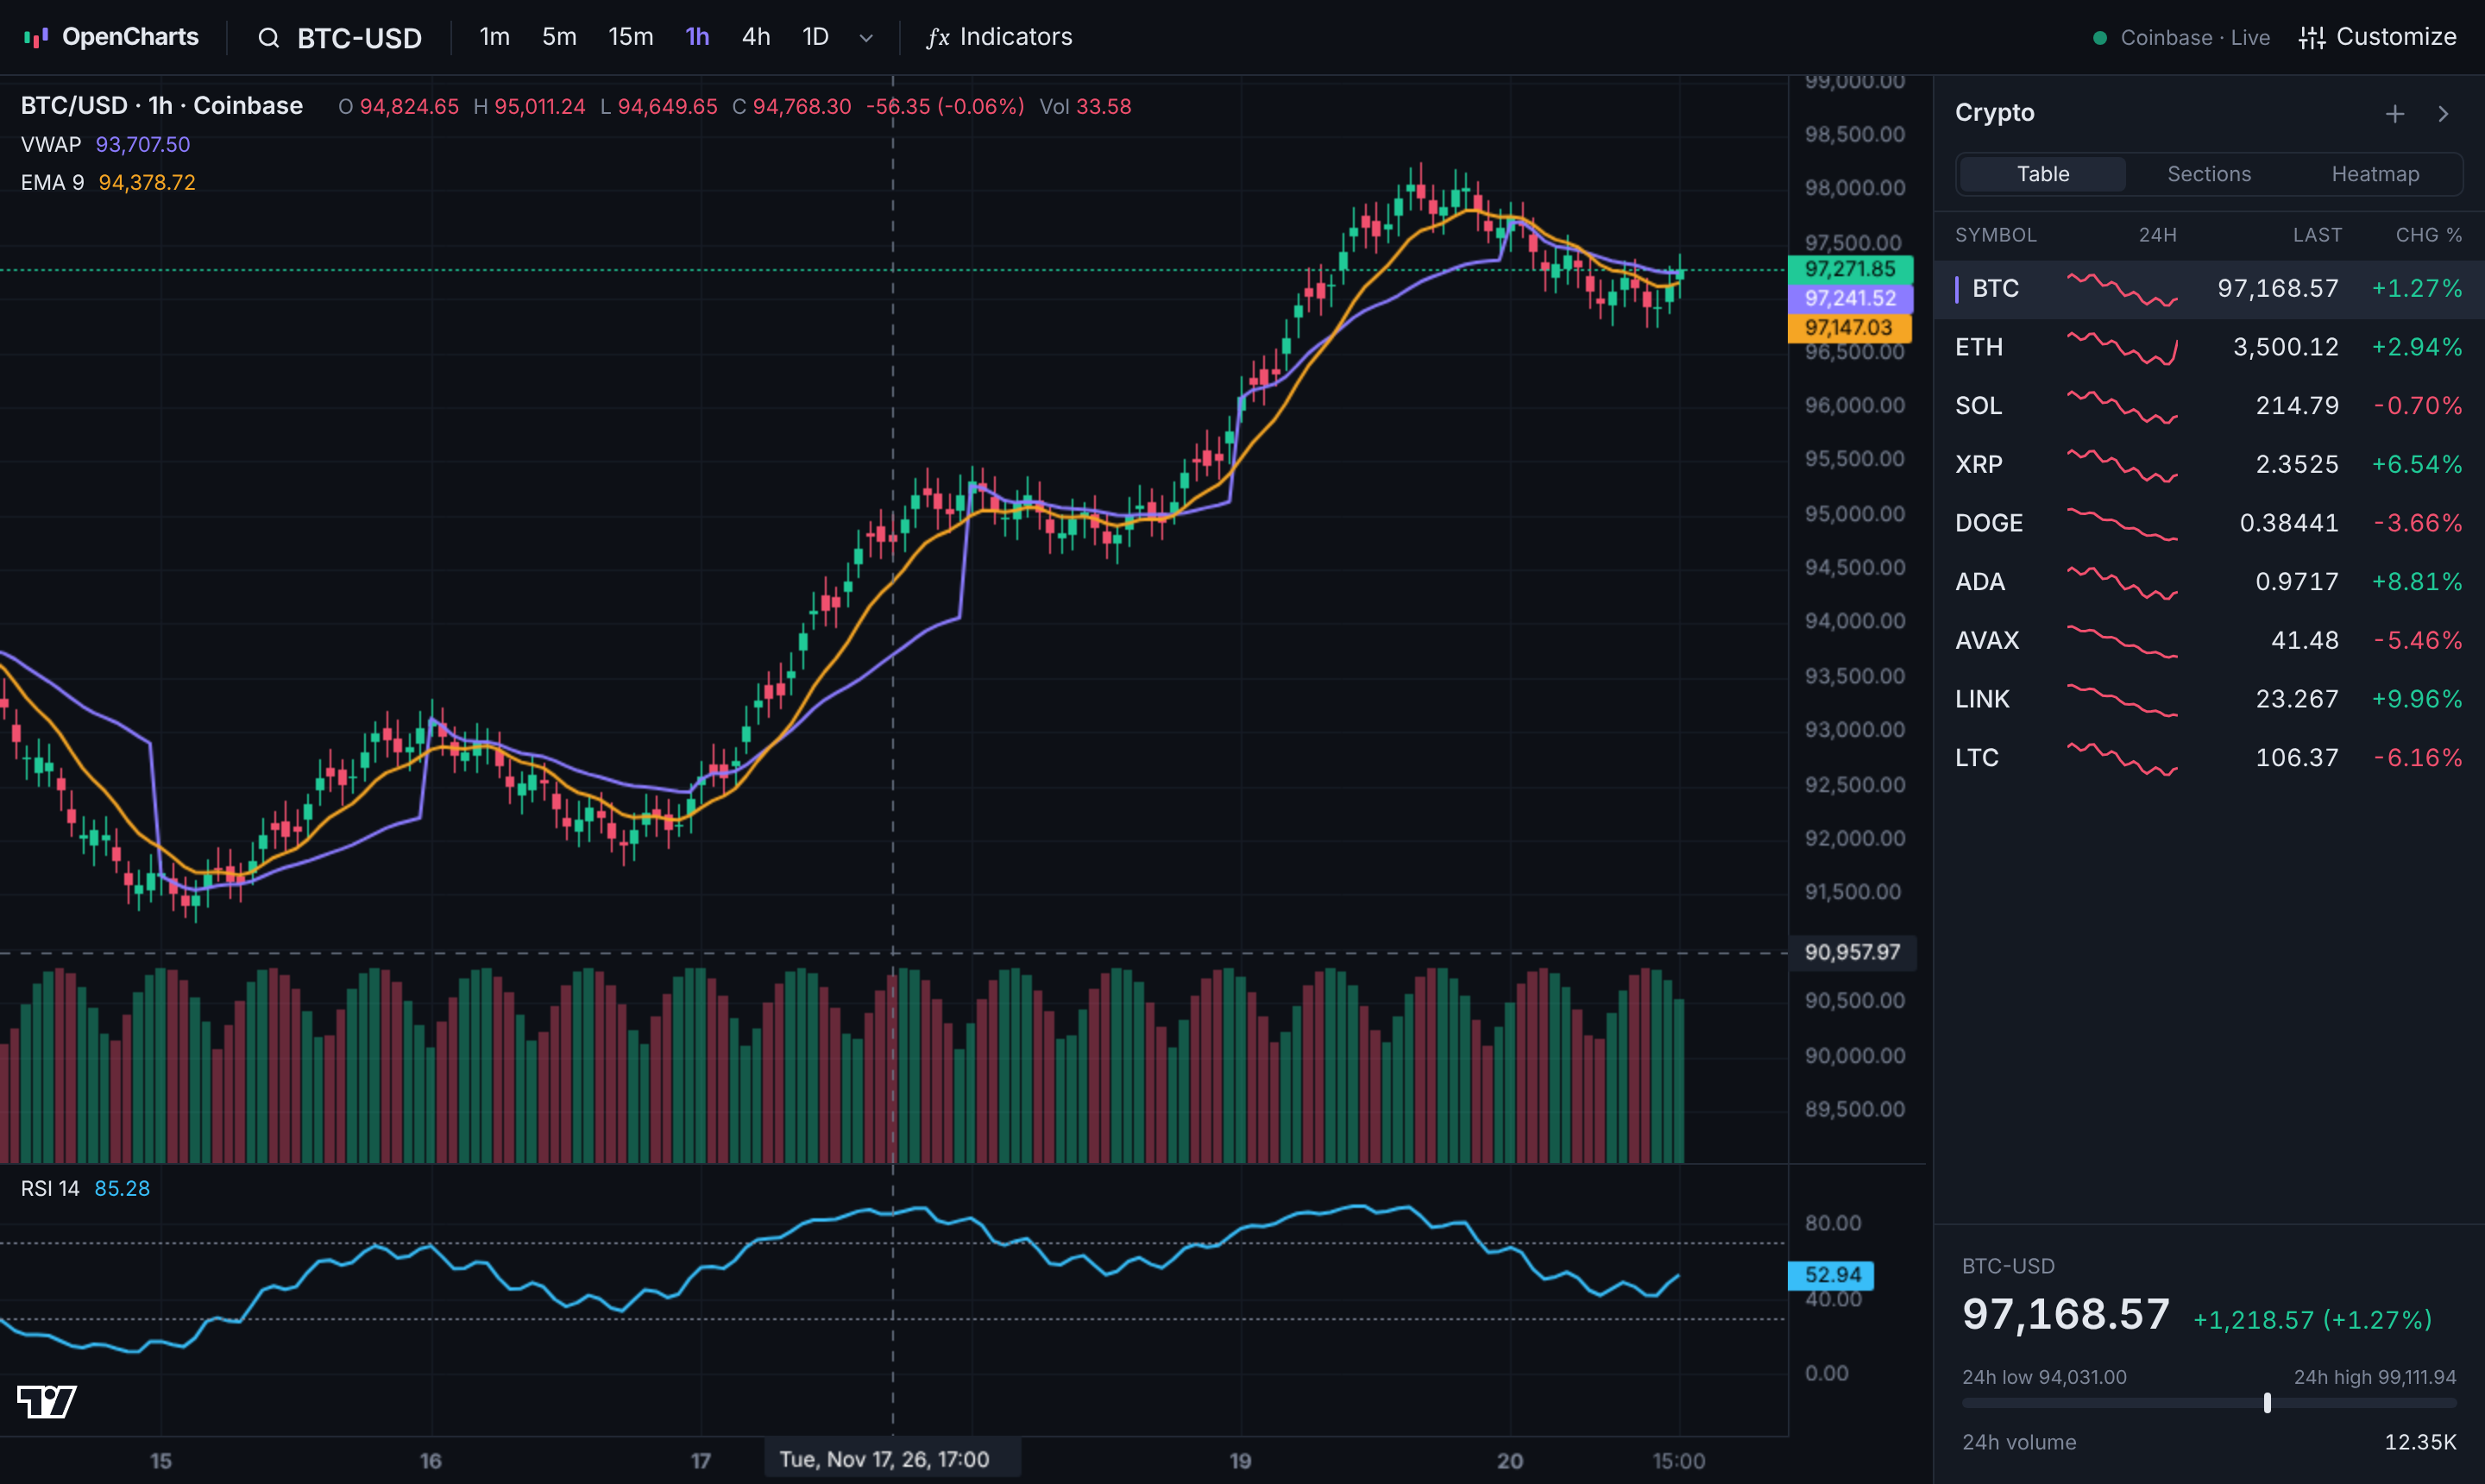 OpenCharts BTC-USD 1m 5m 15m 1h 4h 1D fx Indicators Coinbase · Live Customize
BTC/USD · 1h · Coinbase O 94,824.65 H 95,011.24 L 94,649.65 C 94,768.30 -56.35 (-0.06%) Vol 33.58
VWAP 93,707.50
EMA 9 94,378.72
99,000.00
98,500.00
98,000.00
97,500.00
97,271.85
97,241.52
97,147.03
96,500.00
96,000.00
95,500.00
95,000.00
94,500.00
94,000.00
93,500.00
93,000.00
92,500.00
92,000.00
91,500.00
90,957.97
90,500.00
90,000.00
89,500.00
RSI 14 85.28
80.00
52.94
40.00
0.00
15 16 17 Tue, Nov 17, 26, 17:00 19 20 15:00
Crypto
Table Sections Heatmap
SYMBOL 24H LAST CHG %
BTC 97,168.57 +1.27%
ETH 3,500.12 +2.94%
SOL 214.79 -0.70%
XRP 2.3525 +6.54%
DOGE 0.38441 -3.66%
ADA 0.9717 +8.81%
AVAX 41.48 -5.46%
LINK 23.267 +9.96%
LTC 106.37 -6.16%
BTC-USD
97,168.57 +1,218.57 (+1.27%)
24h low 94,031.00 24h high 99,111.94
24h volume 12.35K